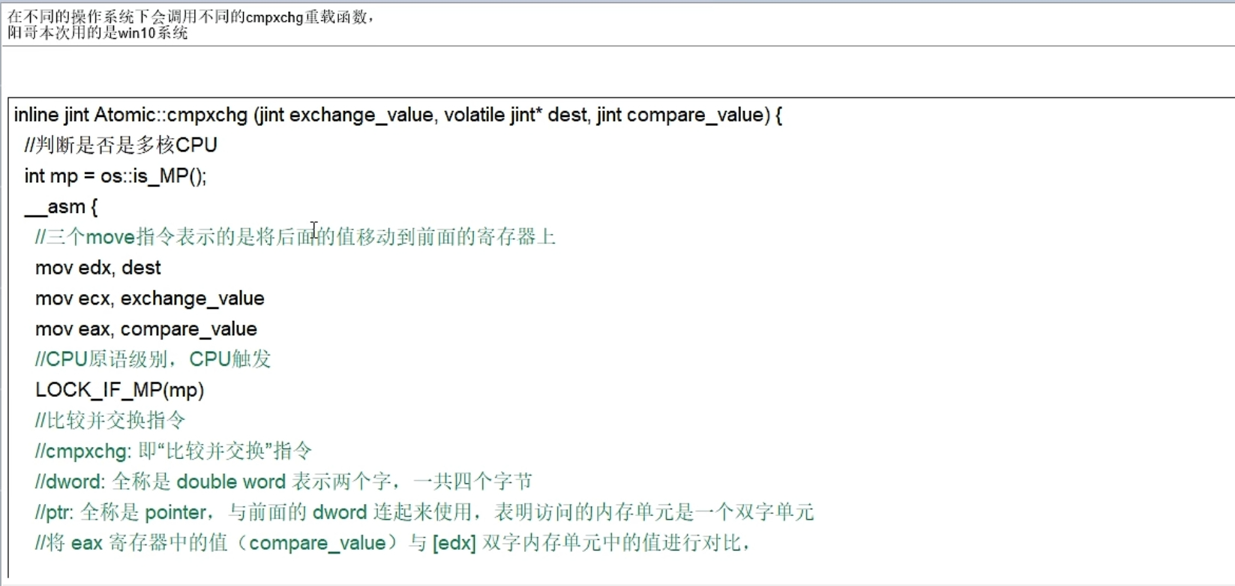 在不同的操作系统下会调用不同的cmpxchg重载函数，
阳哥本次用的是win10系统
inline jint Atomic::cmpxchg (jint exchange_value, volatile jint* dest, jint compare_value) {
//判断是否是多核CPU
int mp = os::is_MP();
__asm {
//三个move指令表示的是将后面的值移动到前面的寄存器上
mov edx, dest
mov ecx, exchange_value
mov eax, compare_value
//CPU原语级别，CPU触发
LOCK_IF_MP(mp)
//比较并交换指令
//cmpxchg: 即“比较并交换”指令
//dword: 全称是 double word 表示两个字，一共四个字节
//ptr: 全称是 pointer，与前面的 dword 连起来使用，表明访问的内存单元是一个双字单元
//将 eax 寄存器中的值（compare_value）与 [edx] 双字内存单元中的值进行对比，